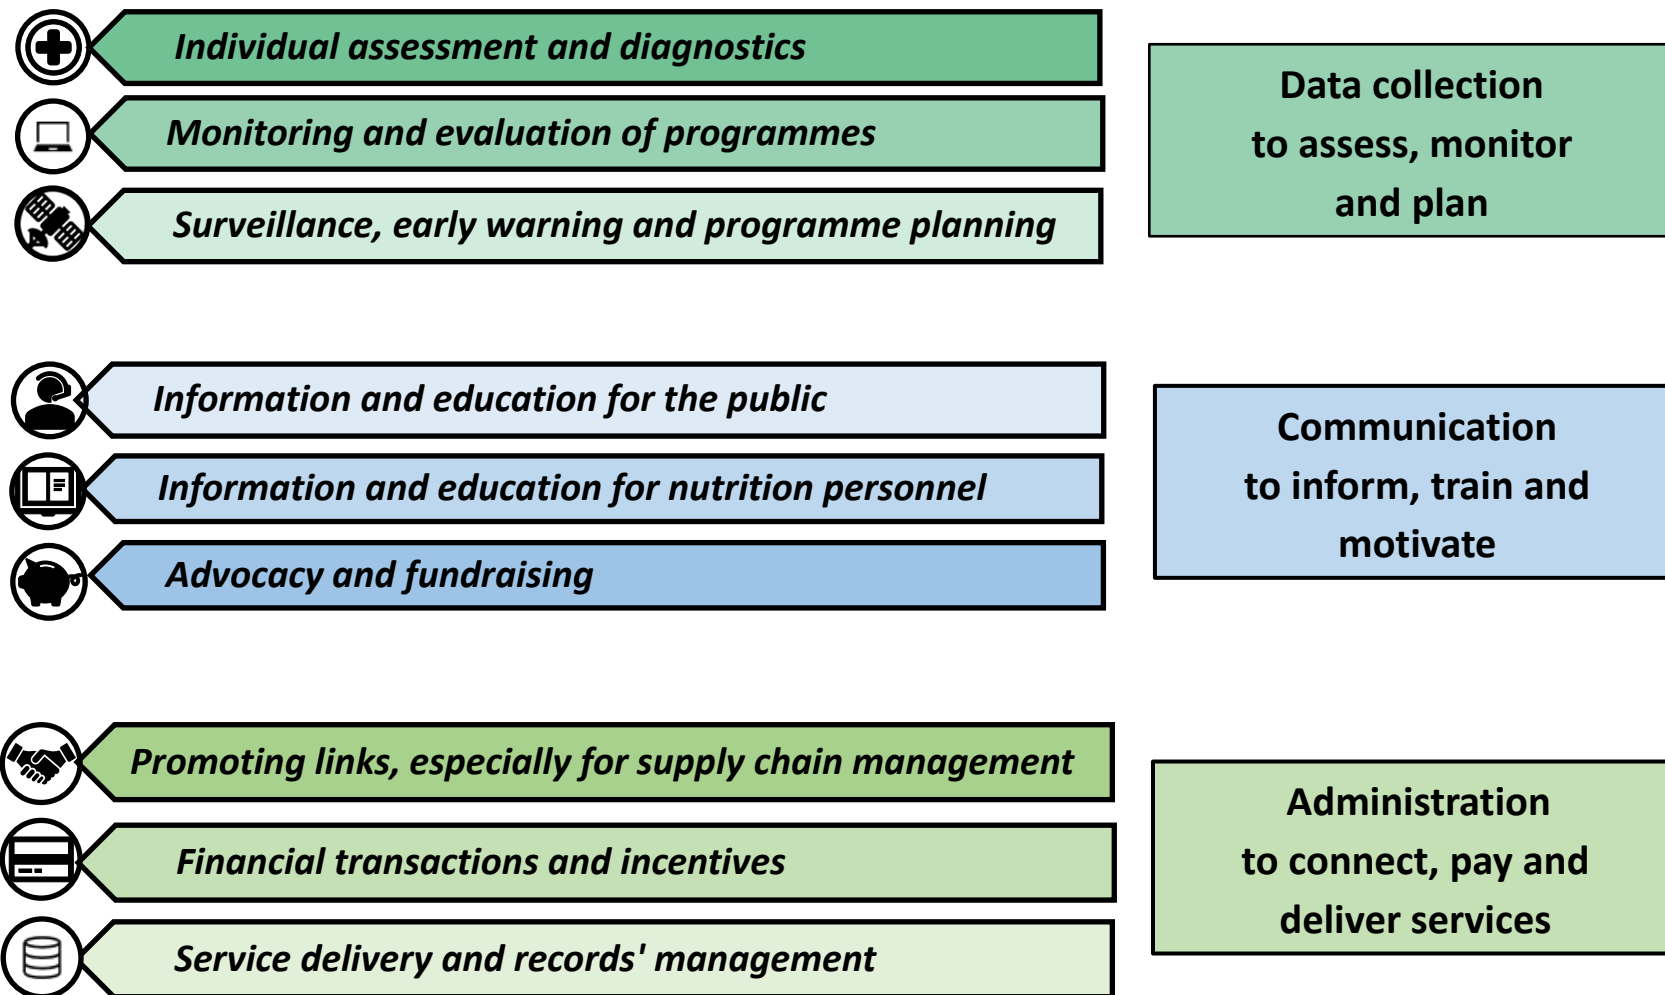 Individual assessment and diagnostics
Monitoring and evaluation of programmes
Surveillance, early warning and programme planning
Data collection
to assess, monitor
and plan
Information and education for the public
Information and education for nutrition personnel
Advocacy and fundraising
Communication
to inform, train and
motivate
Promoting links, especially for supply chain management
Financial transactions and incentives
Service delivery and records' management
Administration
to connect, pay and
deliver services